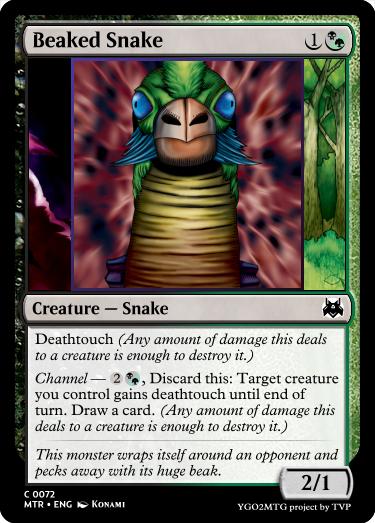 Beaked Snake 1
Creature — Snake
Deathtouch (Any amount of damage this deals
to a creature is enough to destroy it.)
Channel — 2 , Discard this: Target creature
you control gains deathtouch until end of
turn. Draw a card. (Any amount of damage this
deals to a creature is enough to destroy it.)
This monster wraps itself around an opponent and
pecks away with its huge beak.
2/1
C 0072
MTR • ENG Konami
YGO2MTG project by TVP